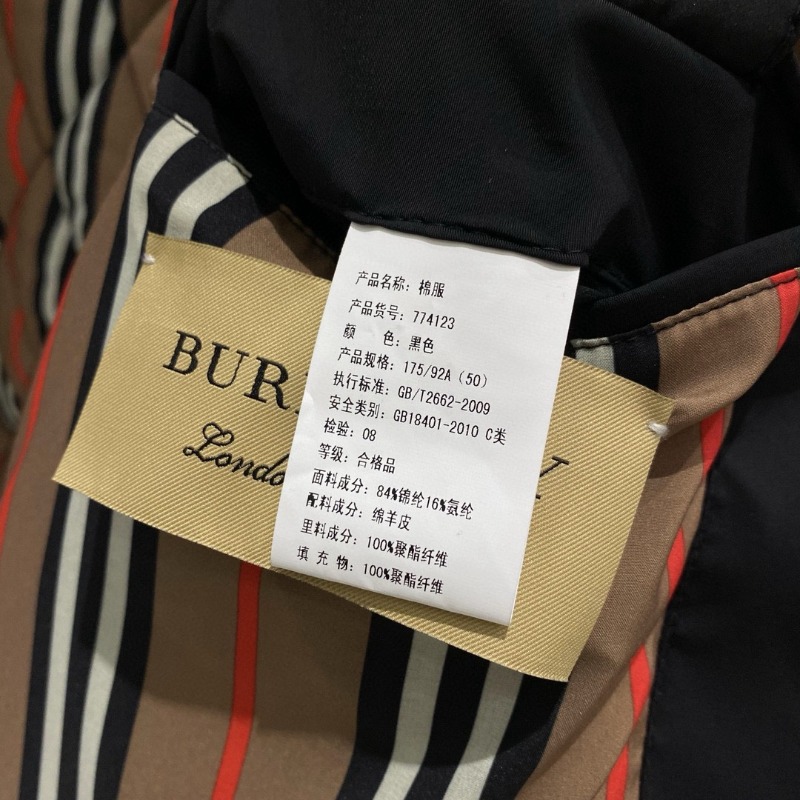 产品名称：棉服
产品货号：774123
颜 色：黑色
产品规格：175/92A（50）
执行标准：GB/T2662-2009
安全类别：GB18401-2010 C类
检验：08
等级：合格品
面料成分：84%锦纶16%氨纶
配料成分：绵羊皮
里料成分：100%聚酯纤维
填 充 物：100%聚酯纤维
BUR
Londo